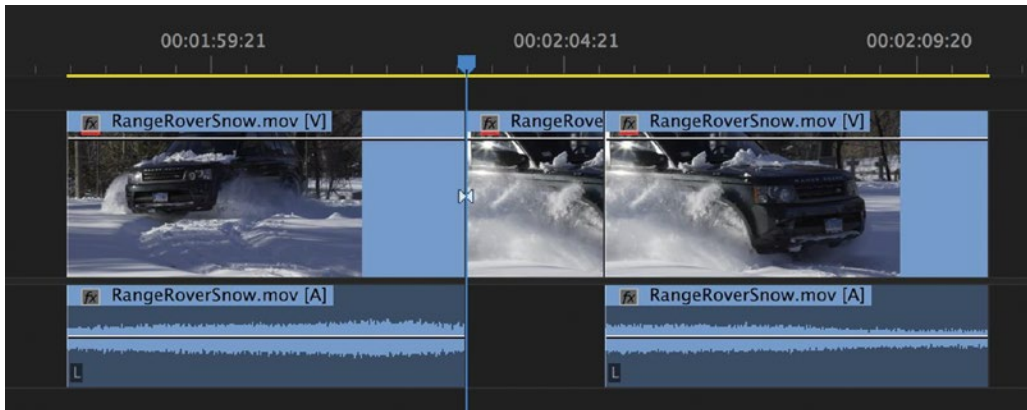 00:01:59:21 00:02:04:21 00:02:09:20
fx RangeRoverSnow.mov [V] fx RangeRove fx RangeRoverSnow.mov [V]
fx RangeRoverSnow.mov [A] fx RangeRoverSnow.mov [A]
L L